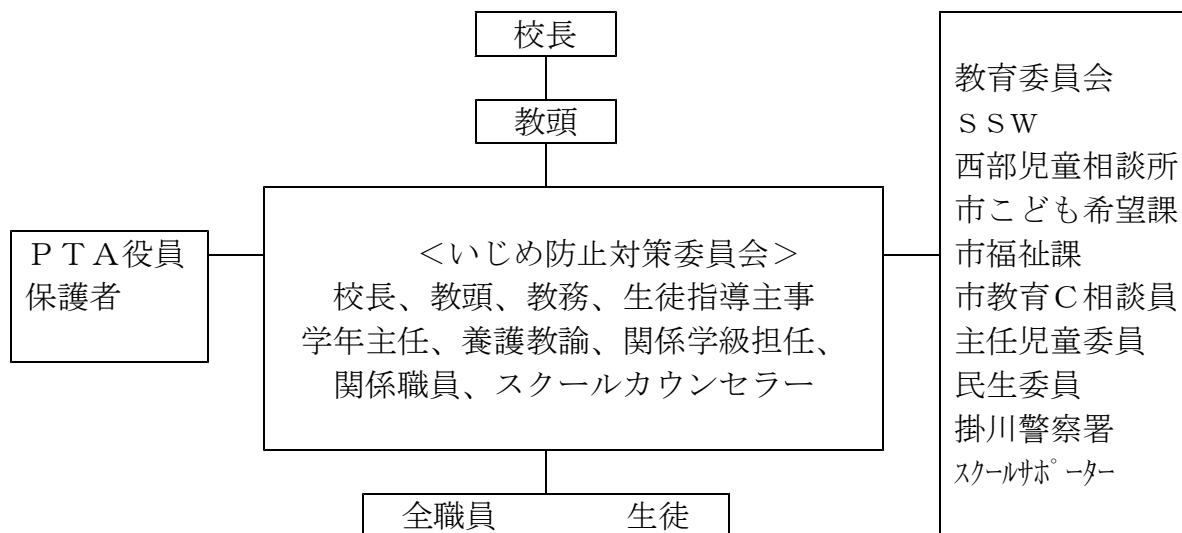 校長
教頭
ＰＴＡ役員
保護者
＜いじめ防止対策委員会＞
校長、教頭、教務、生徒指導主事
学年主任、養護教諭、関係学級担任、
関係職員、スクールカウンセラー
教育委員会
ＳＳＷ
西部児童相談所
市こども希望課
市福祉課
市教育Ｃ相談員
主任児童委員
民生委員
掛川警察署
ｽｸｰﾙｻﾎﾟｰﾀｰ
全職員　　　生徒